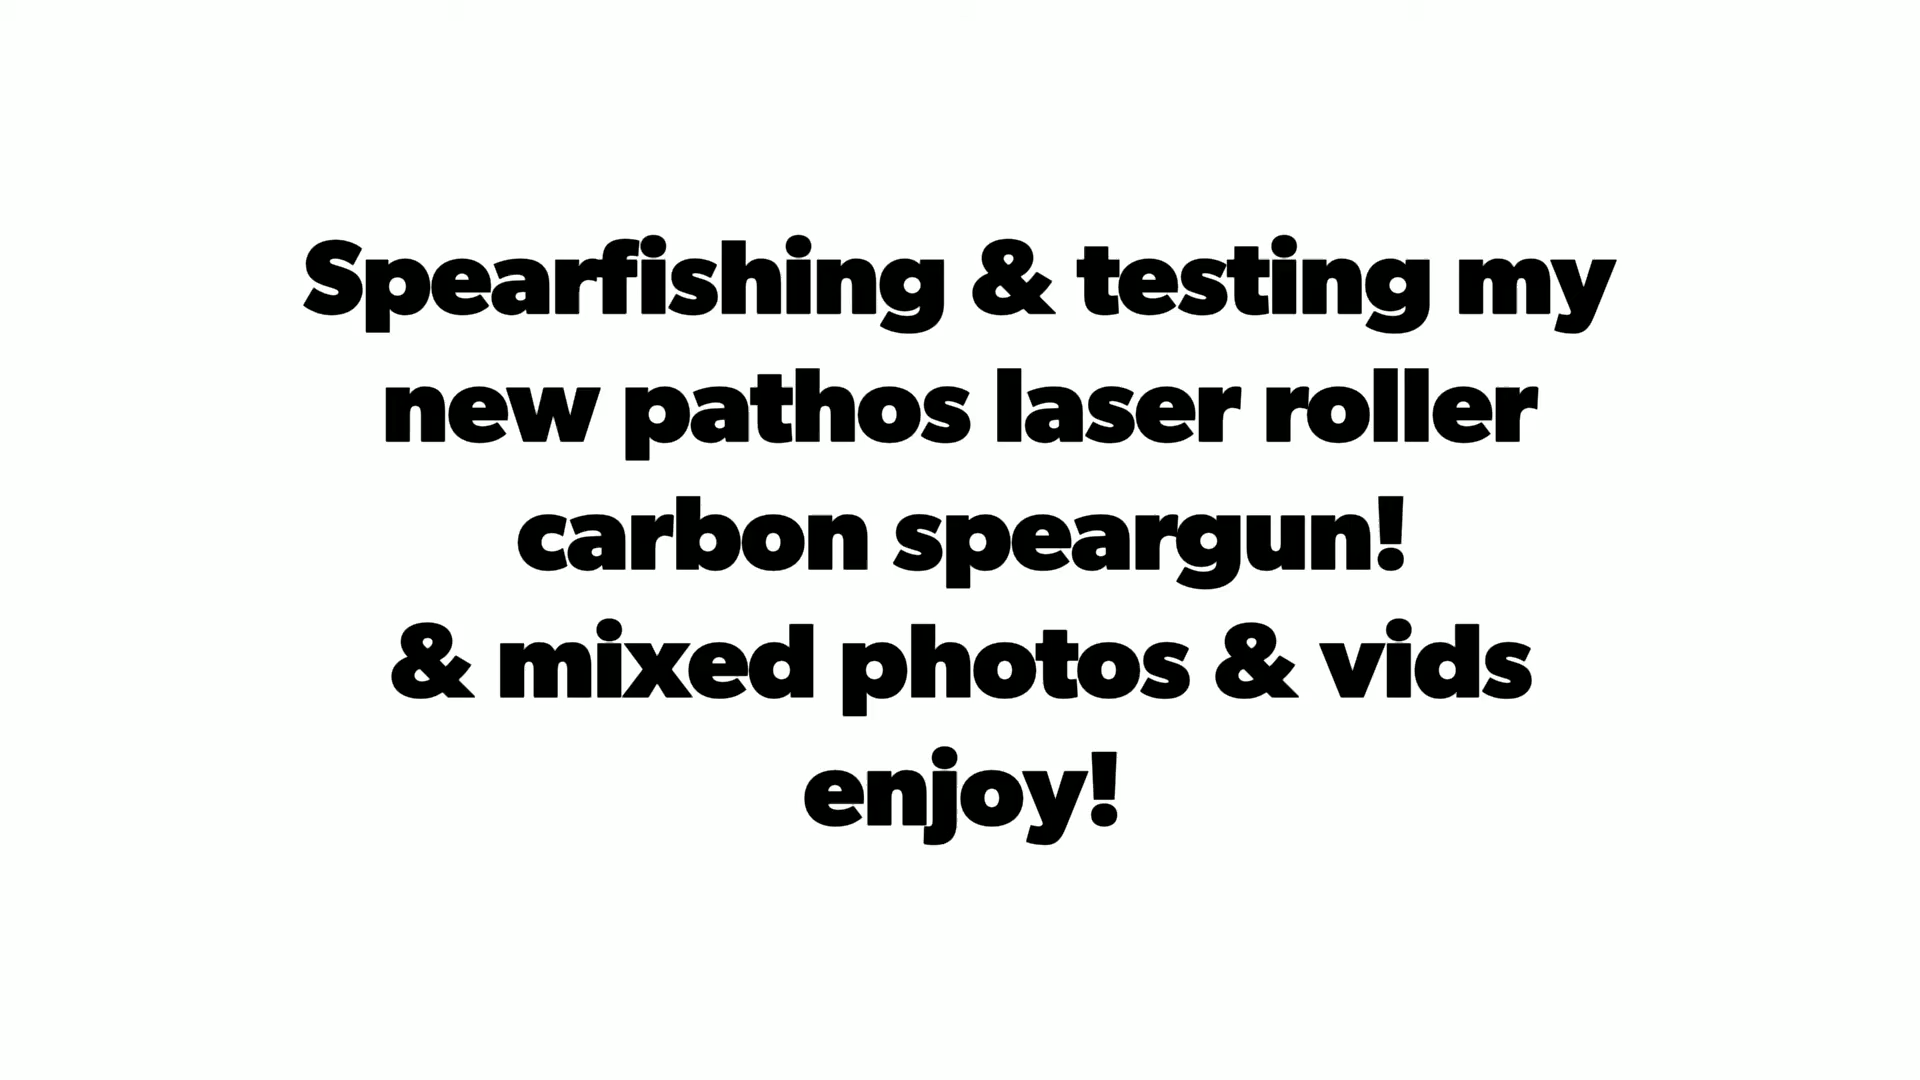 Spearfishing & testing my
new pathos laser roller
carbon speargun!
& mixed photos & vids
enjoy!